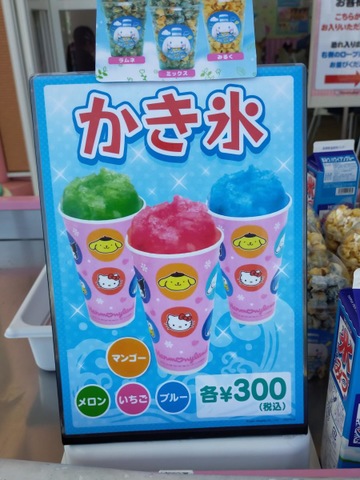 ラムネ
ミックス
みるく
かき氷
マンゴー
メロン
いちご
ブルー
各¥300
(税込)